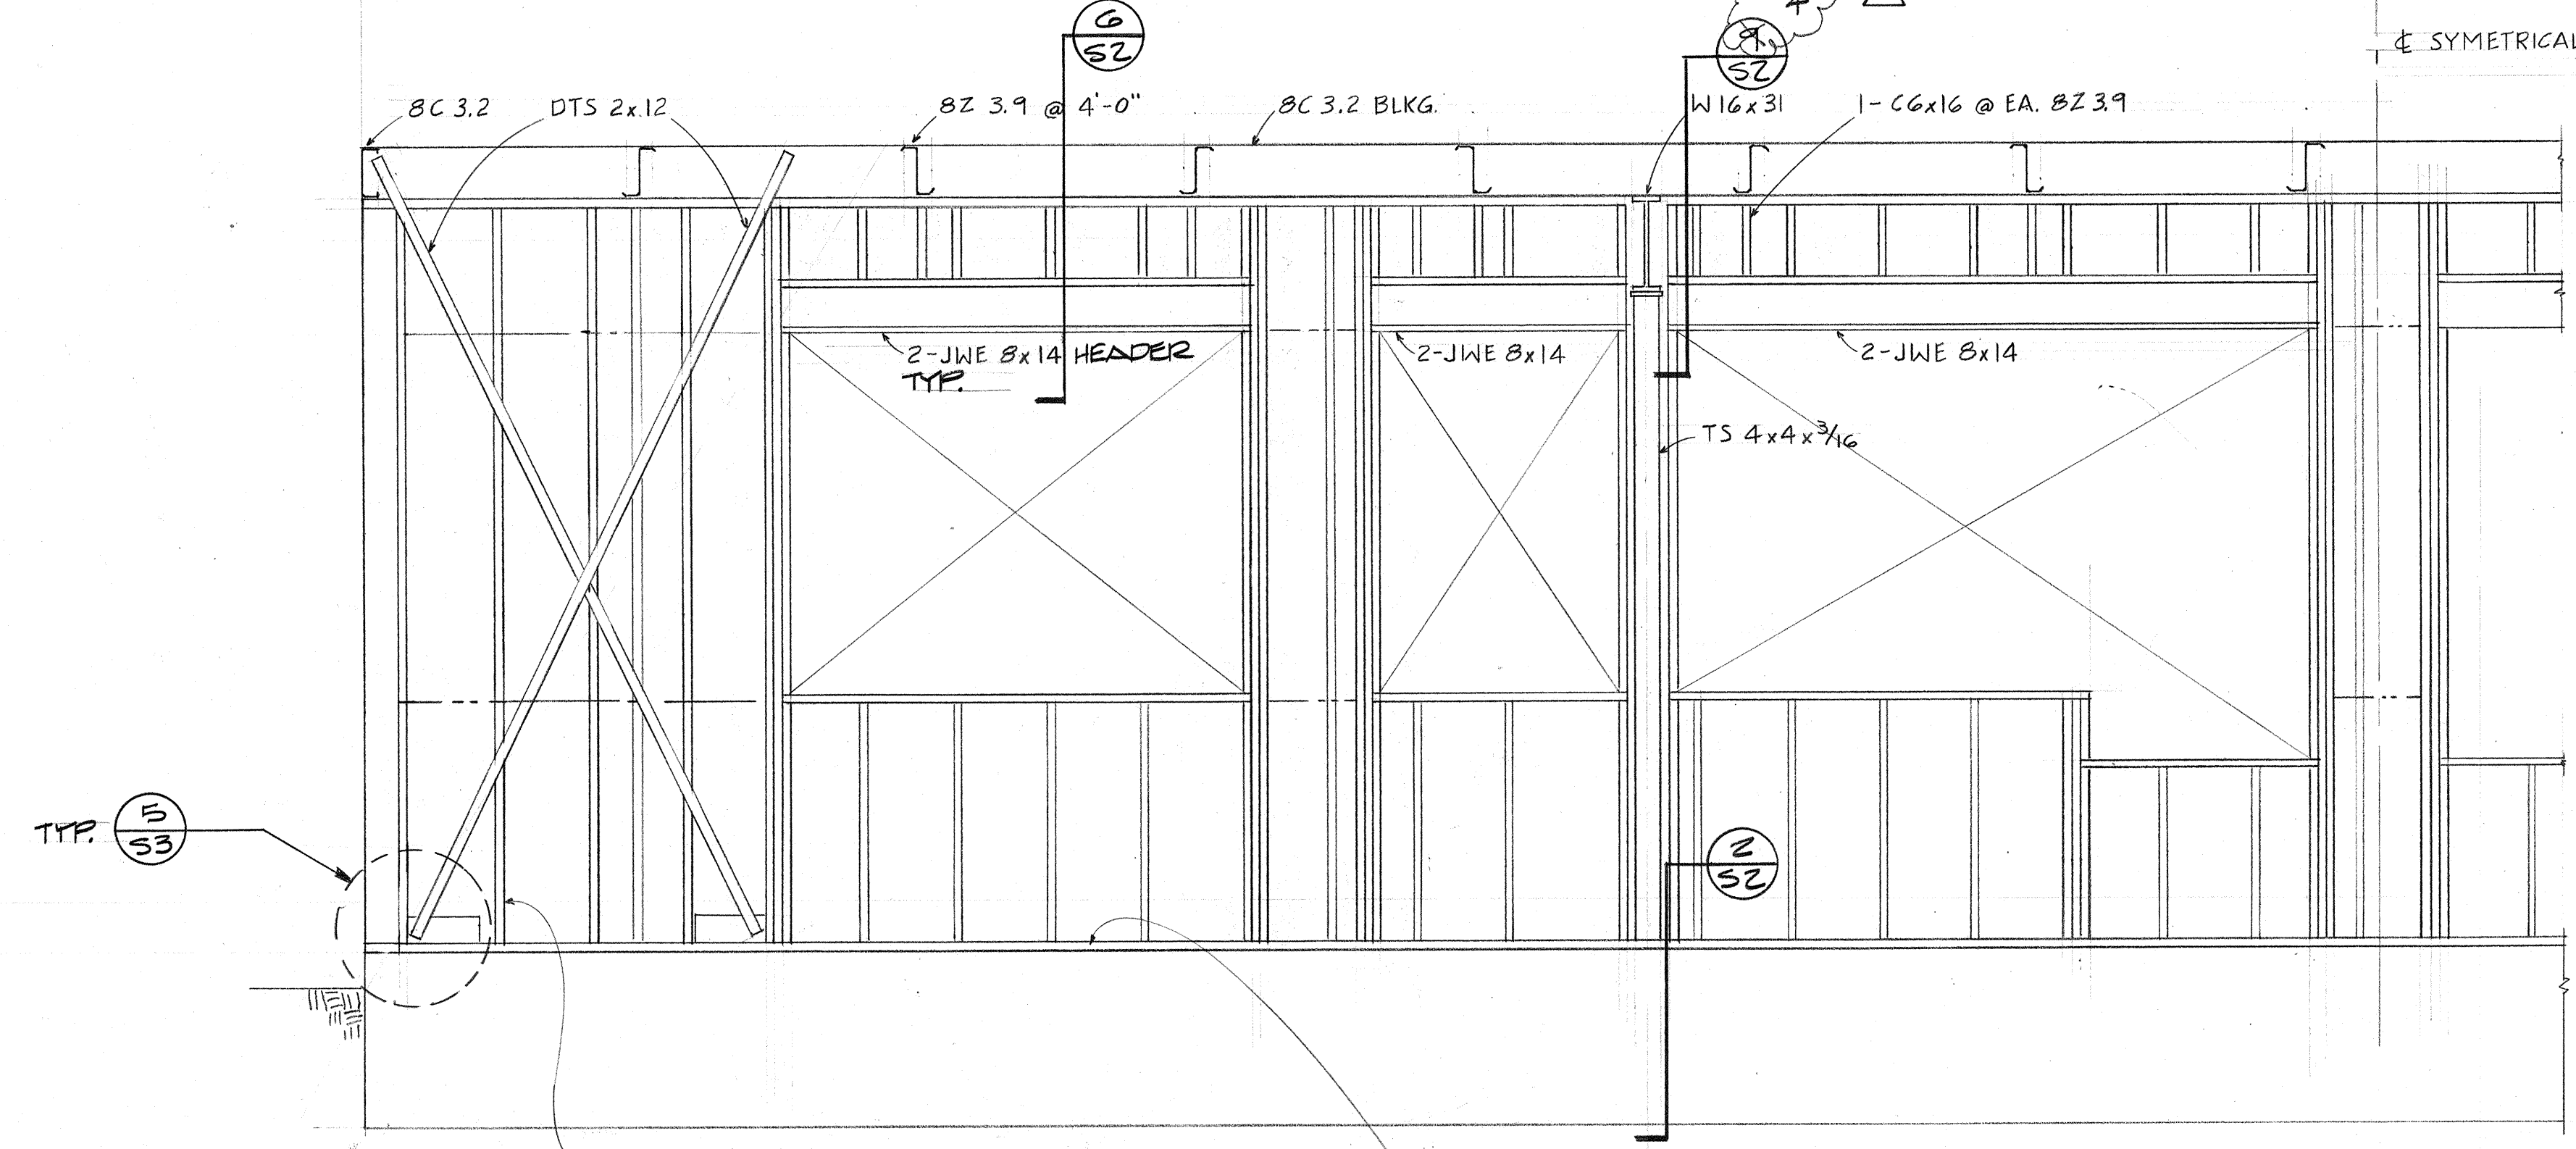 6
S2
4
9
S2
℄ SYMETRICAL
8C 3.2
DTS 2x12
8Z 3.9 @ 4'-0"
8C 3.2 BLKG.
W16x31
1-C6x16 @ EA. 8Z 3.9
2-JWE 8x14 HEADER
TYP.
2-JWE 8x14
2-JWE 8x14
TS 4x4x3/16
TYP.
5
S3
2
S2